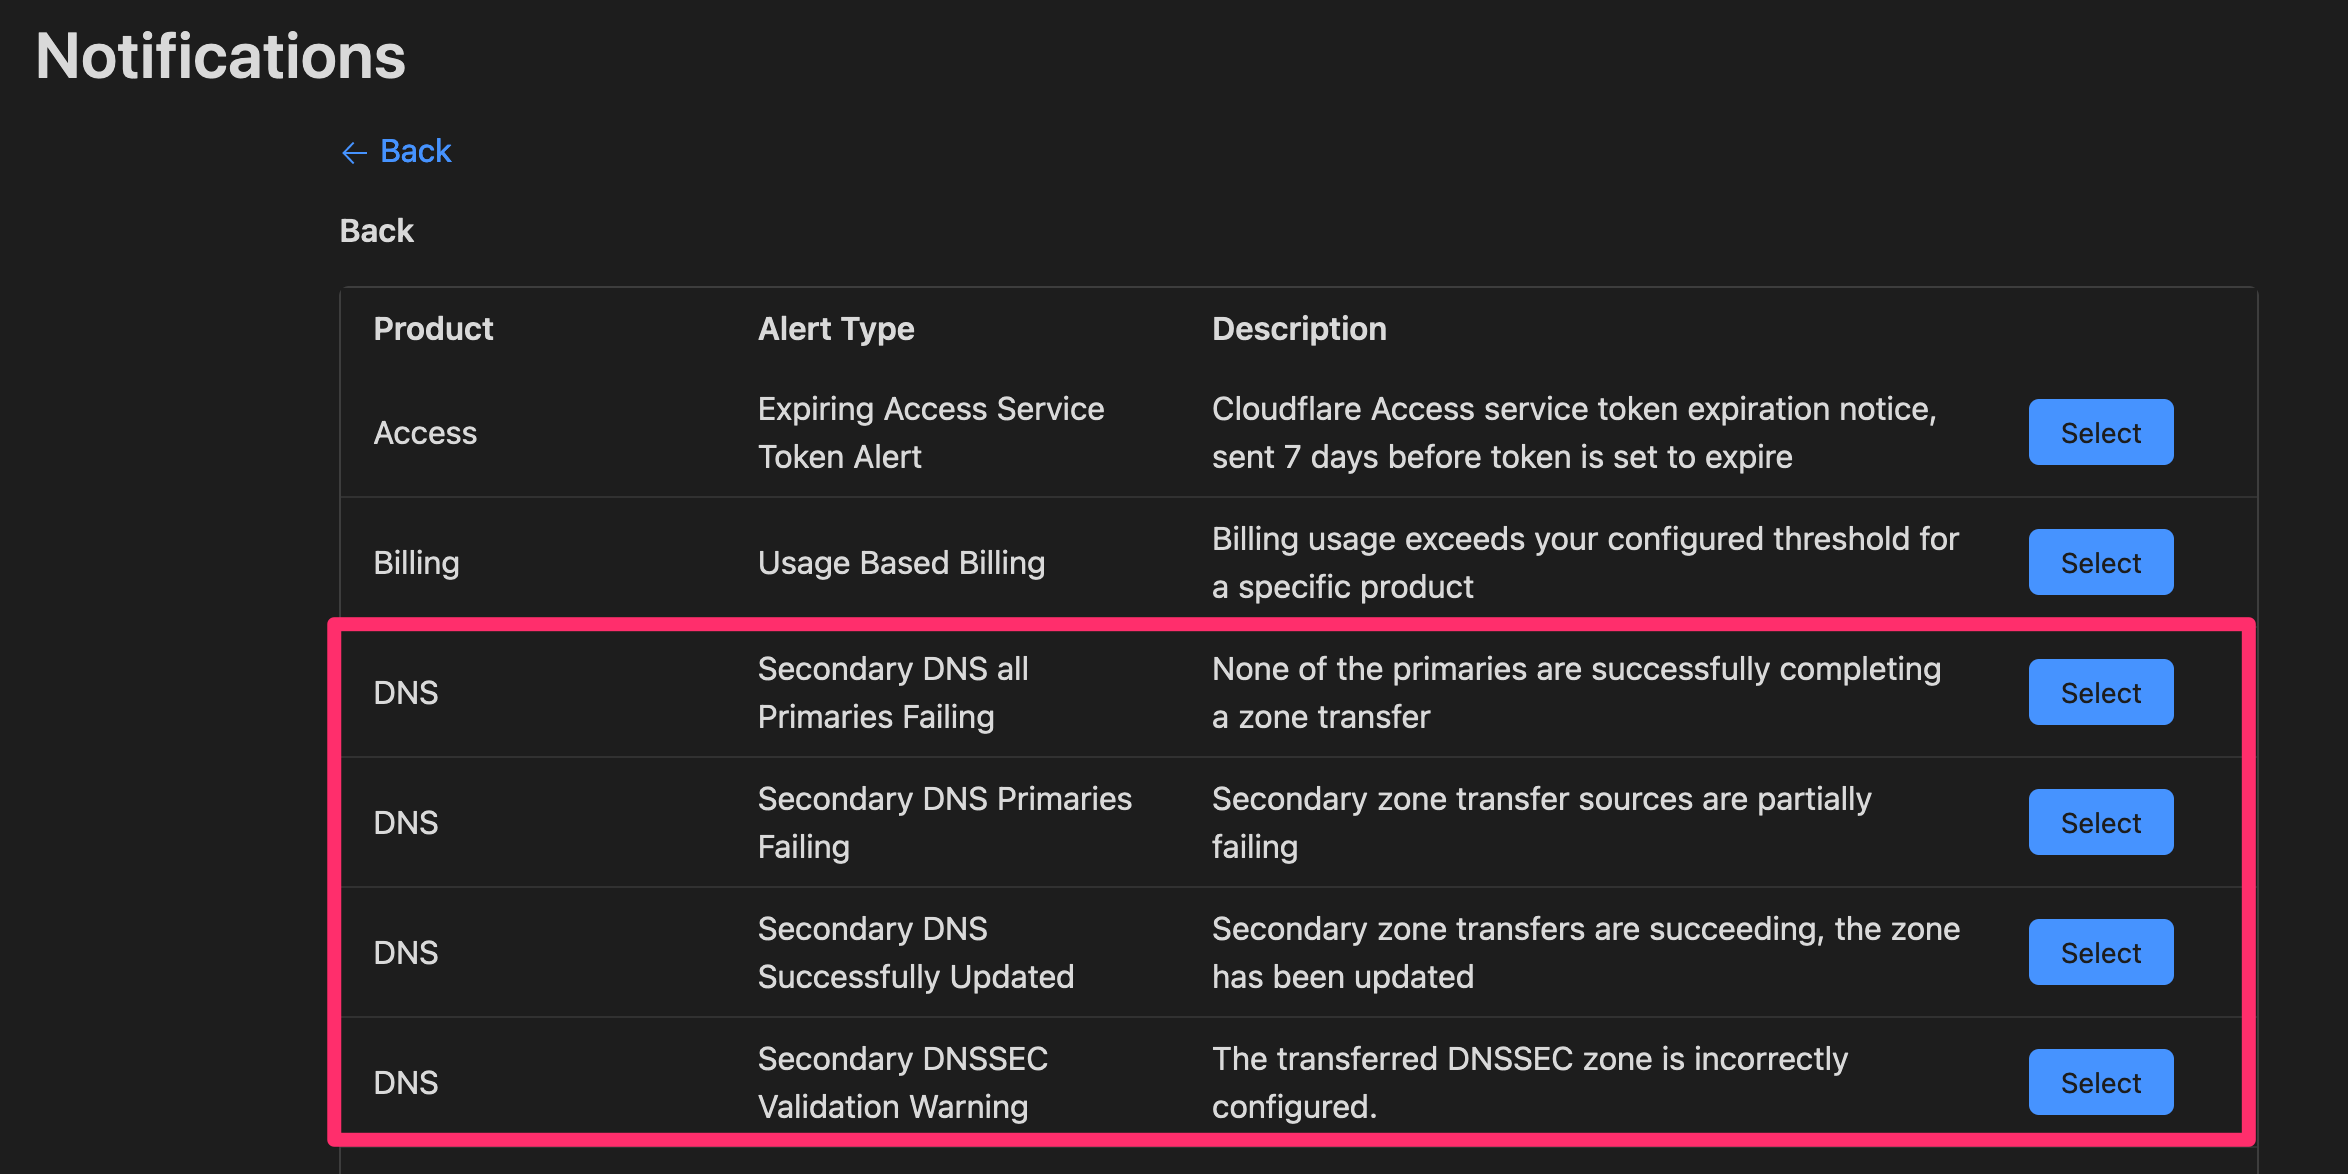 Notifications
← Back
Back
Product Alert Type Description
Access
Expiring Access Service
Token Alert
Cloudflare Access service token expiration notice,
sent 7 days before token is set to expire
Select
Billing
Usage Based Billing
Billing usage exceeds your configured threshold for
a specific product
Select
DNS
Secondary DNS all
Primaries Failing
None of the primaries are successfully completing
a zone transfer
Select
DNS
Secondary DNS Primaries
Failing
Secondary zone transfer sources are partially
failing
Select
DNS
Secondary DNS
Successfully Updated
Secondary zone transfers are succeeding, the zone
has been updated
Select
DNS
Secondary DNSSEC
Validation Warning
The transferred DNSSEC zone is incorrectly
configured.
Select